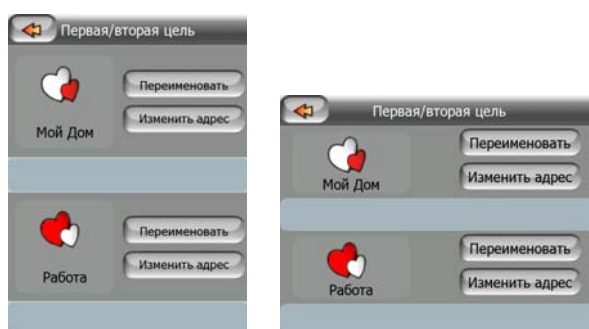 Первая/вторая цель
Переименовать
Изменить адрес
Мой Дом
Переименовать
Изменить адрес
Работа
Первая/вторая цель
Переименовать
Изменить адрес
Мой Дом
Переименовать
Изменить адрес
Работа